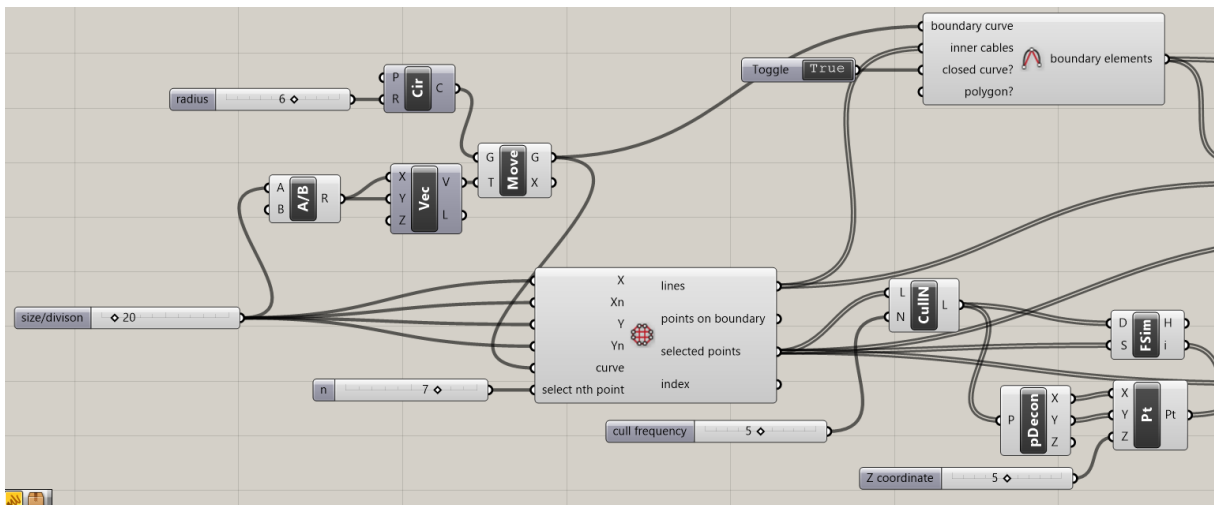 boundary curve
inner cables
closed curve?
polygon?
boundary elements
Toggle True
radius 6
P
R
Cir
C
G
T
Move
G
X
A
B
A/B
R
X
Y
Z
Vec
V
L
size/divison 20
X
Xn
Y
Yn
curve
select nth point
lines
points on boundary
selected points
index
n 7
L
N
CullN
L
D
S
FSim
H
i
cull frequency 5
P
pDecon
X
Y
Z
X
Y
Z
Pt
Pt
Z coordinate 5